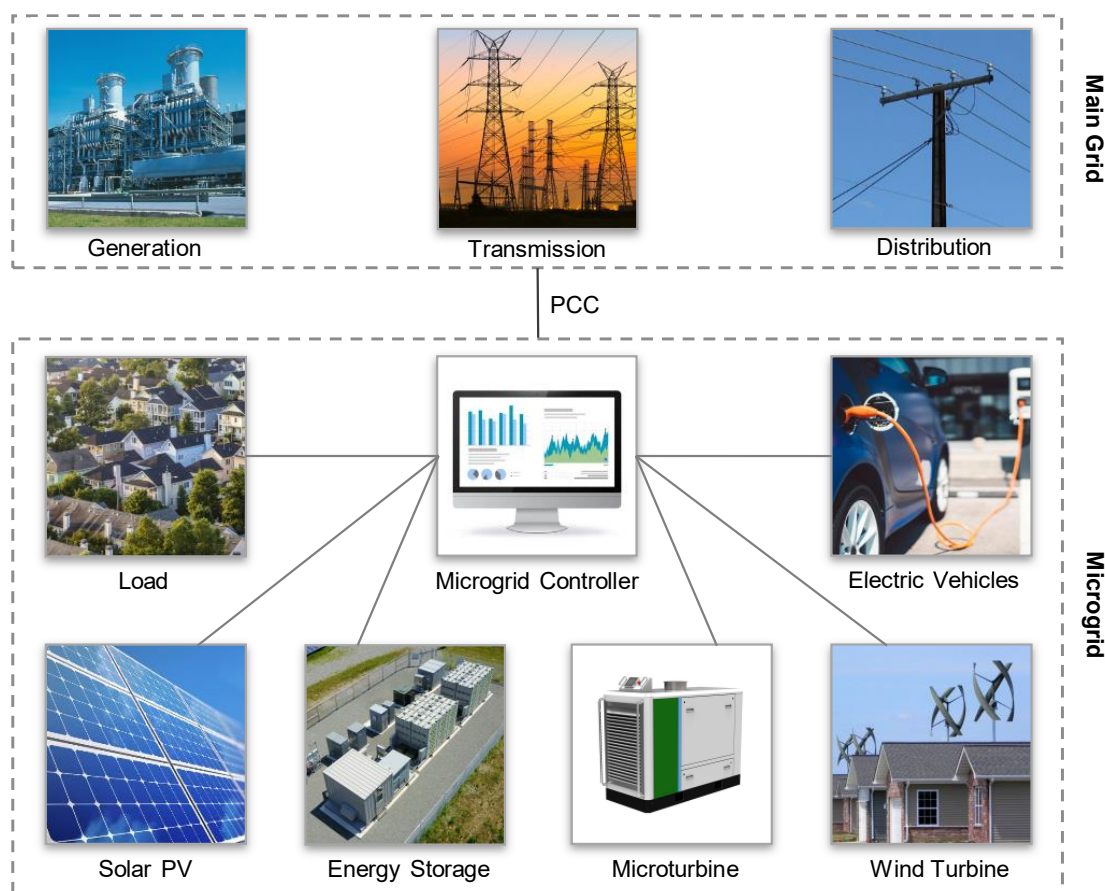 Main Grid
Generation
Transmission
Distribution
PCC
Load
Microgrid Controller
Electric Vehicles
Microgrid
Solar PV
Energy Storage
Microturbine
Wind Turbine